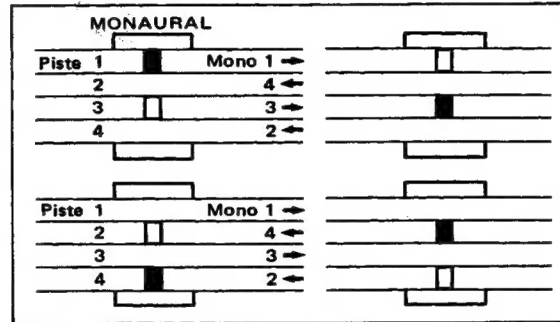 MONAURAL
Piste 1 Mono 1 →
2 4 ←
3 3 →
4 2 ←
Piste 1 Mono 1 →
2 4 ←
3 3 →
4 2 ←